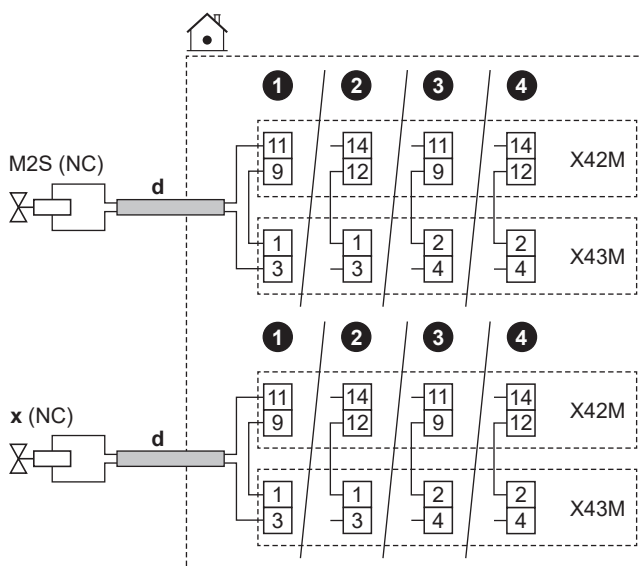 1 2 3 4
11 14 11 14 X42M
M2S (NC)
9 12 9 12
d
1 1 2 2 X43M
3 3 4 4
1 2 3 4
11 14 11 14 X42M
x (NC)
9 12 9 12
d
1 1 2 2 X43M
3 3 4 4